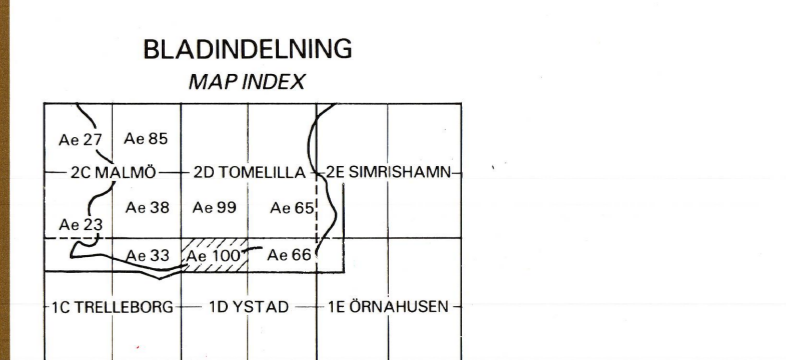 BLADINDELNING
MAP INDEX
Ae 27 Ae 85
2C MALMÖ 2D TOMELILLA 2E SIMRISHAMN
Ae 38 Ae 99 Ae 65
Ae 23
Ae 33 Ae 100 Ae 66
1C TRELLEBORG 1D YSTAD 1E ÖRNAHUSEN